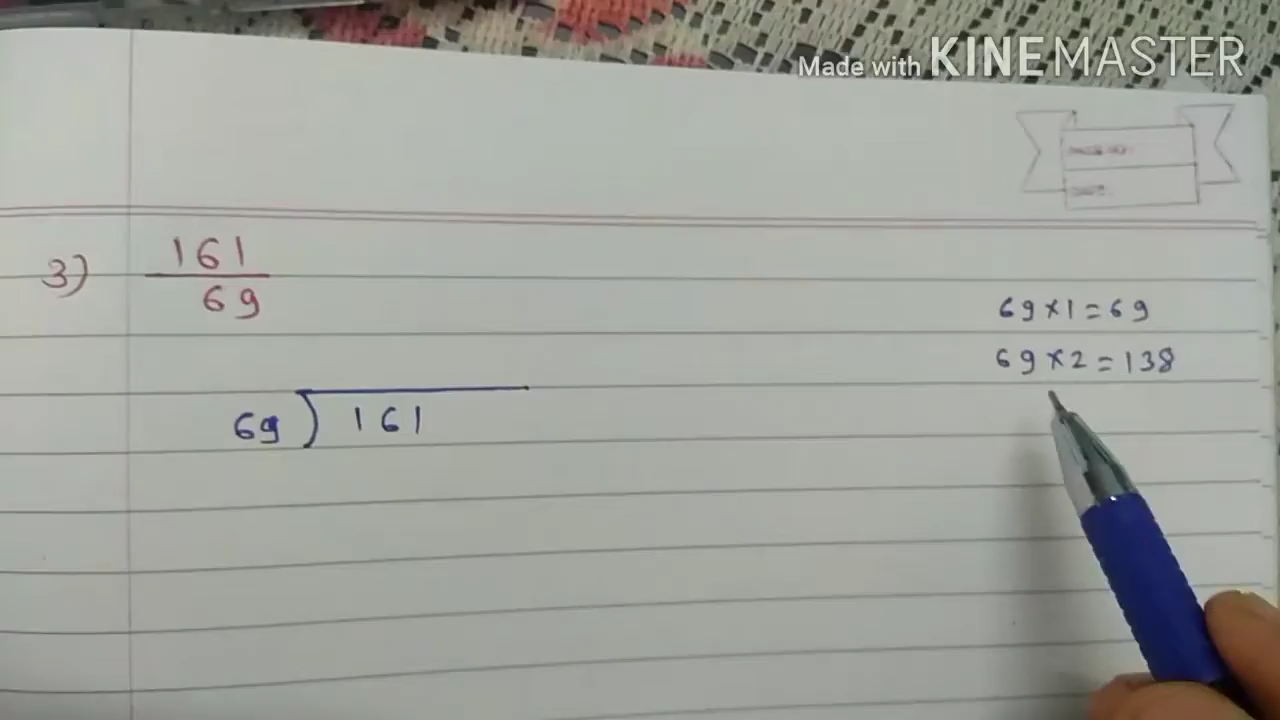 Made with KINEMASTER
3) 161
69
69 × 1 = 69
69 × 2 = 138
69 ) 161